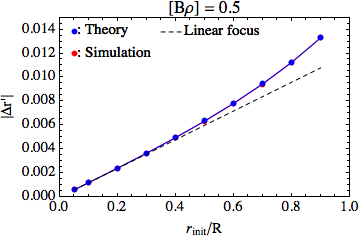 [Bρ] = 0.5
: Theory
: Simulation
Linear focus
|Δr'|
0.014
0.012
0.010
0.008
0.006
0.004
0.002
0.000
0.0 0.2 0.4 0.6 0.8 1.0
r_init/R